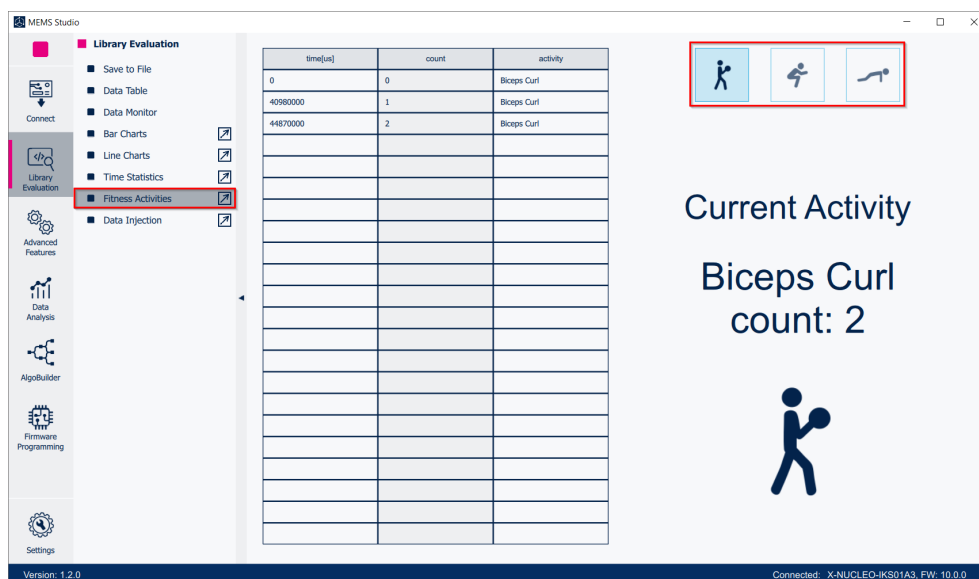 MEMS Studio
Connect
Library
Evaluation
Advanced
Features
Data
Analysis
AlgoBuilder
Firmware
Programming
Settings
Library Evaluation
Save to File
Data Table
Data Monitor
Bar Charts
Line Charts
Time Statistics
Fitness Activities
Data Injection
time[us] count activity
0 0 Biceps Curl
40980000 1 Biceps Curl
44870000 2 Biceps Curl
Current Activity
Biceps Curl
count: 2
Version: 1.2.0
Connected: X-NUCLEO-IKS01A3, FW: 10.0.0